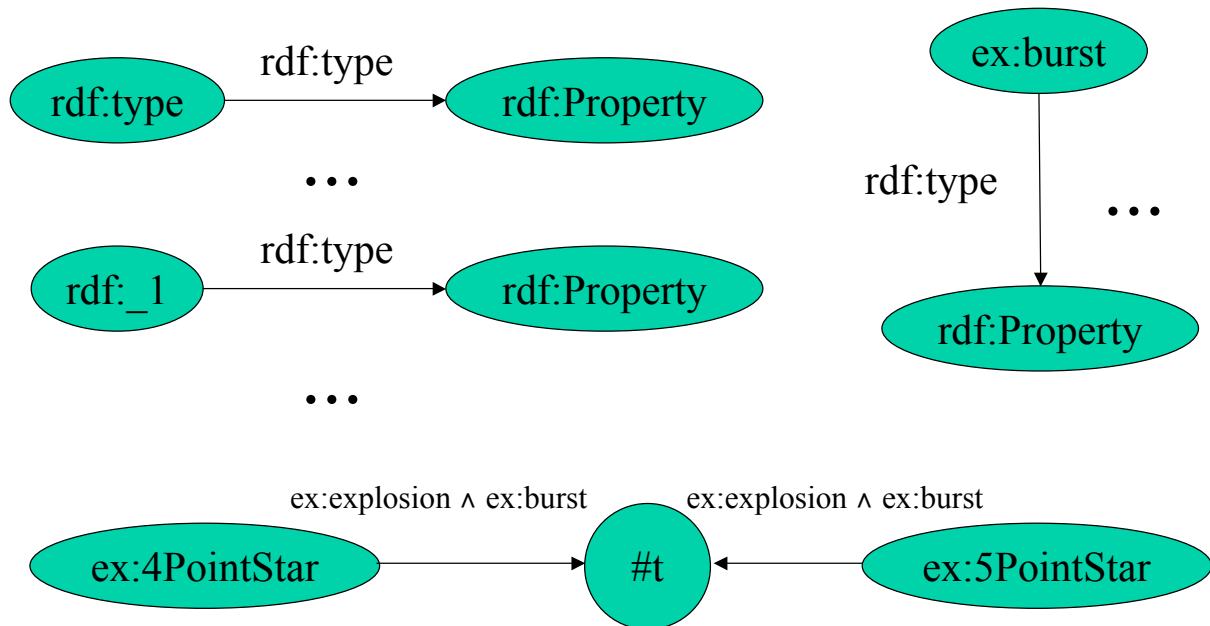 rdf:type
rdf:type
rdf:Property
...
rdf:_1
rdf:type
rdf:Property
...
ex:burst
rdf:type
...
rdf:Property
ex:explosion ∧ ex:burst
ex:explosion ∧ ex:burst
ex:4PointStar
#t
ex:5PointStar